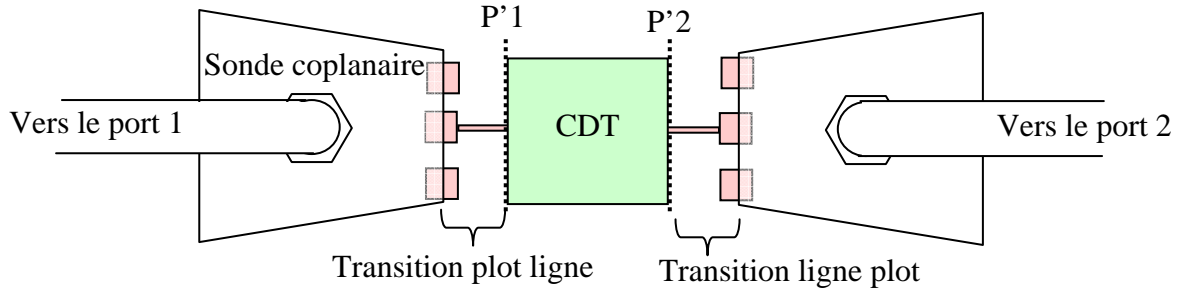 P’1
P’2
Sonde coplanaire
Vers le port 1
CDT
Vers le port 2
Transition plot ligne
Transition ligne plot